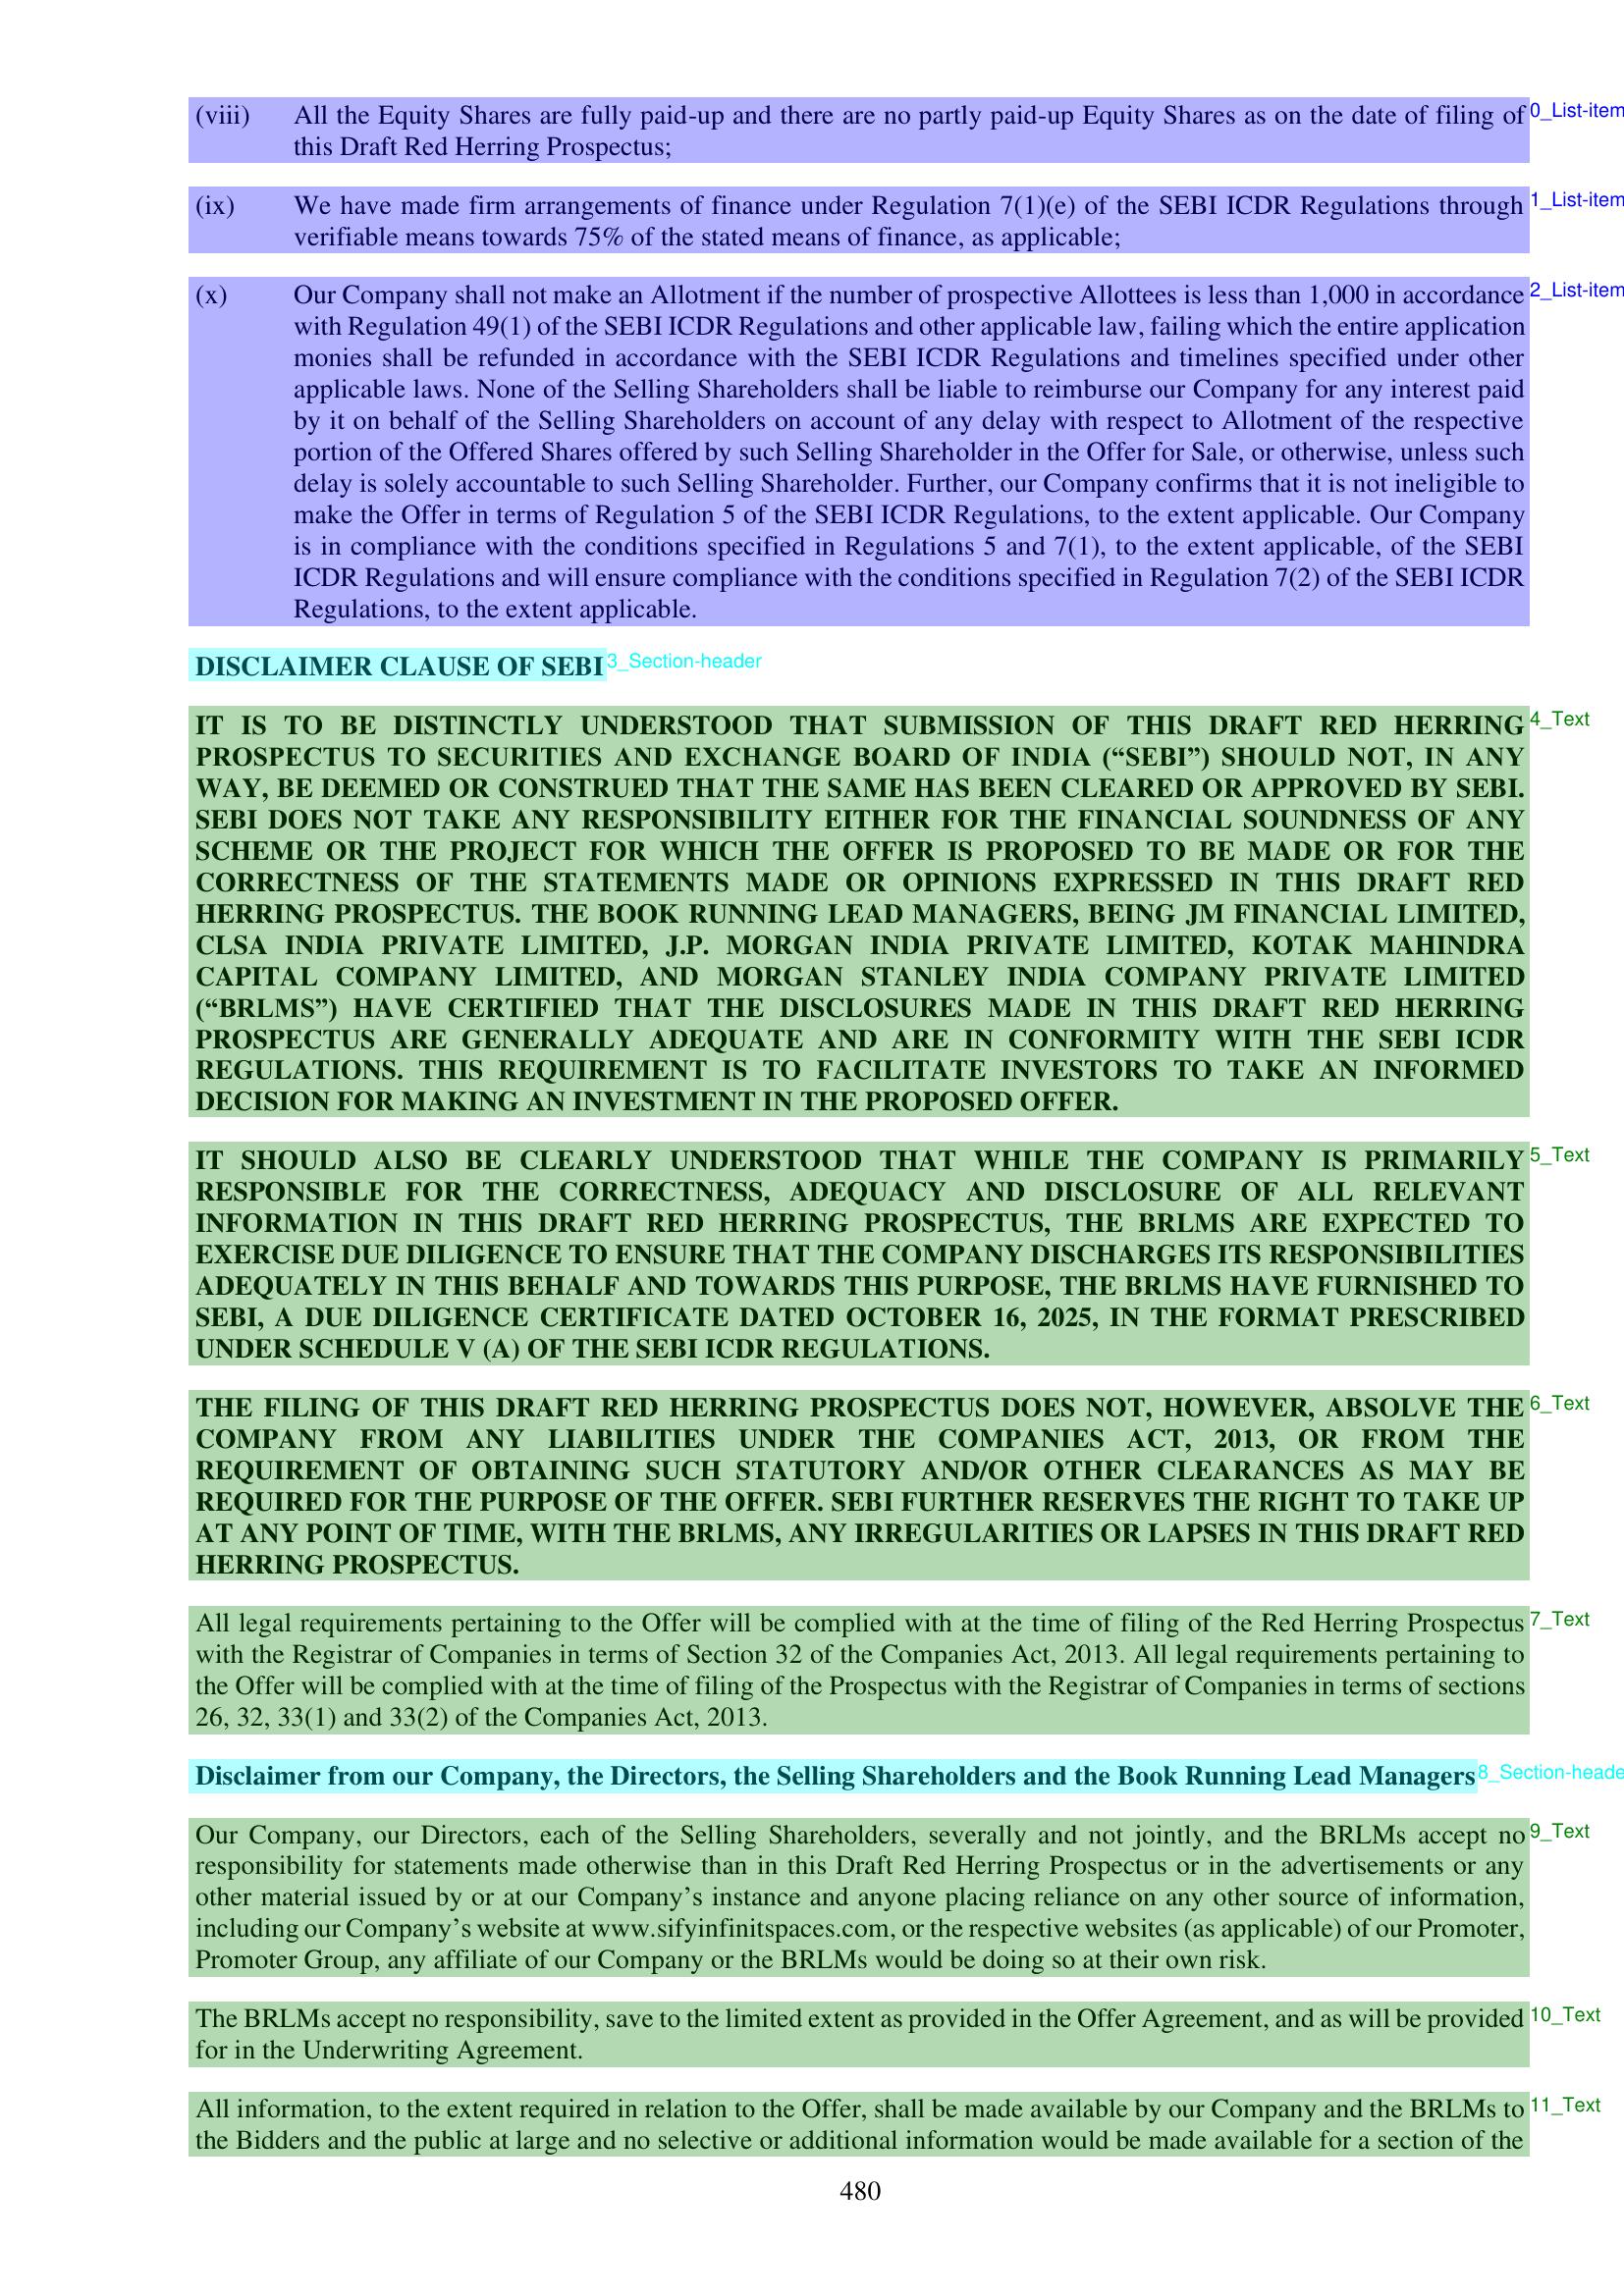 (viii) All the Equity Shares are fully paid-up and there are no partly paid-up Equity Shares as on the date of filing of 0_List-item
this Draft Red Herring Prospectus;
(ix) We have made firm arrangements of finance under Regulation 7(1)(e) of the SEBI ICDR Regulations through 1_List-item
verifiable means towards 75% of the stated means of finance, as applicable;
(x) Our Company shall not make an Allotment if the number of prospective Allottees is less than 1,000 in accordance 2_List-item
with Regulation 49(1) of the SEBI ICDR Regulations and other applicable law, failing which the entire application
monies shall be refunded in accordance with the SEBI ICDR Regulations and timelines specified under other
applicable laws. None of the Selling Shareholders shall be liable to reimburse our Company for any interest paid
by it on behalf of the Selling Shareholders on account of any delay with respect to Allotment of the respective
portion of the Offered Shares offered by such Selling Shareholder in the Offer for Sale, or otherwise, unless such
delay is solely accountable to such Selling Shareholder. Further, our Company confirms that it is not ineligible to
make the Offer in terms of Regulation 5 of the SEBI ICDR Regulations, to the extent applicable. Our Company
is in compliance with the conditions specified in Regulations 5 and 7(1), to the extent applicable, of the SEBI
ICDR Regulations and will ensure compliance with the conditions specified in Regulation 7(2) of the SEBI ICDR
Regulations, to the extent applicable.
DISCLAIMER CLAUSE OF SEBI 3_Section-header
IT IS TO BE DISTINCTLY UNDERSTOOD THAT SUBMISSION OF THIS DRAFT RED HERRING 4_Text
PROSPECTUS TO SECURITIES AND EXCHANGE BOARD OF INDIA (“SEBI”) SHOULD NOT, IN ANY
WAY, BE DEEMED OR CONSTRUED THAT THE SAME HAS BEEN CLEARED OR APPROVED BY SEBI.
SEBI DOES NOT TAKE ANY RESPONSIBILITY EITHER FOR THE FINANCIAL SOUNDNESS OF ANY
SCHEME OR THE PROJECT FOR WHICH THE OFFER IS PROPOSED TO BE MADE OR FOR THE
CORRECTNESS OF THE STATEMENTS MADE OR OPINIONS EXPRESSED IN THIS DRAFT RED
HERRING PROSPECTUS. THE BOOK RUNNING LEAD MANAGERS, BEING JM FINANCIAL LIMITED,
CLSA INDIA PRIVATE LIMITED, J.P. MORGAN INDIA PRIVATE LIMITED, KOTAK MAHINDRA
CAPITAL COMPANY LIMITED, AND MORGAN STANLEY INDIA COMPANY PRIVATE LIMITED
(“BRLMS”) HAVE CERTIFIED THAT THE DISCLOSURES MADE IN THIS DRAFT RED HERRING
PROSPECTUS ARE GENERALLY ADEQUATE AND ARE IN CONFORMITY WITH THE SEBI ICDR
REGULATIONS. THIS REQUIREMENT IS TO FACILITATE INVESTORS TO TAKE AN INFORMED
DECISION FOR MAKING AN INVESTMENT IN THE PROPOSED OFFER.
IT SHOULD ALSO BE CLEARLY UNDERSTOOD THAT WHILE THE COMPANY IS PRIMARILY 5_Text
RESPONSIBLE FOR THE CORRECTNESS, ADEQUACY AND DISCLOSURE OF ALL RELEVANT
INFORMATION IN THIS DRAFT RED HERRING PROSPECTUS, THE BRLMS ARE EXPECTED TO
EXERCISE DUE DILIGENCE TO ENSURE THAT THE COMPANY DISCHARGES ITS RESPONSIBILITIES
ADEQUATELY IN THIS BEHALF AND TOWARDS THIS PURPOSE, THE BRLMS HAVE FURNISHED TO
SEBI, A DUE DILIGENCE CERTIFICATE DATED OCTOBER 16, 2025, IN THE FORMAT PRESCRIBED
UNDER SCHEDULE V (A) OF THE SEBI ICDR REGULATIONS.
THE FILING OF THIS DRAFT RED HERRING PROSPECTUS DOES NOT, HOWEVER, ABSOLVE THE 6_Text
COMPANY FROM ANY LIABILITIES UNDER THE COMPANIES ACT, 2013, OR FROM THE
REQUIREMENT OF OBTAINING SUCH STATUTORY AND/OR OTHER CLEARANCES AS MAY BE
REQUIRED FOR THE PURPOSE OF THE OFFER. SEBI FURTHER RESERVES THE RIGHT TO TAKE UP
AT ANY POINT OF TIME, WITH THE BRLMS, ANY IRREGULARITIES OR LAPSES IN THIS DRAFT RED
HERRING PROSPECTUS.
All legal requirements pertaining to the Offer will be complied with at the time of filing of the Red Herring Prospectus 7_Text
with the Registrar of Companies in terms of Section 32 of the Companies Act, 2013. All legal requirements pertaining to
the Offer will be complied with at the time of filing of the Prospectus with the Registrar of Companies in terms of sections
26, 32, 33(1) and 33(2) of the Companies Act, 2013.
Disclaimer from our Company, the Directors, the Selling Shareholders and the Book Running Lead Managers 8_Section-heade
Our Company, our Directors, each of the Selling Shareholders, severally and not jointly, and the BRLMs accept no 9_Text
responsibility for statements made otherwise than in this Draft Red Herring Prospectus or in the advertisements or any
other material issued by or at our Company’s instance and anyone placing reliance on any other source of information,
including our Company’s website at www.sifyinfinitspaces.com, or the respective websites (as applicable) of our Promoter,
Promoter Group, any affiliate of our Company or the BRLMs would be doing so at their own risk.
The BRLMs accept no responsibility, save to the limited extent as provided in the Offer Agreement, and as will be provided 10_Text
for in the Underwriting Agreement.
All information, to the extent required in relation to the Offer, shall be made available by our Company and the BRLMs to 11_Text
the Bidders and the public at large and no selective or additional information would be made available for a section of the
480